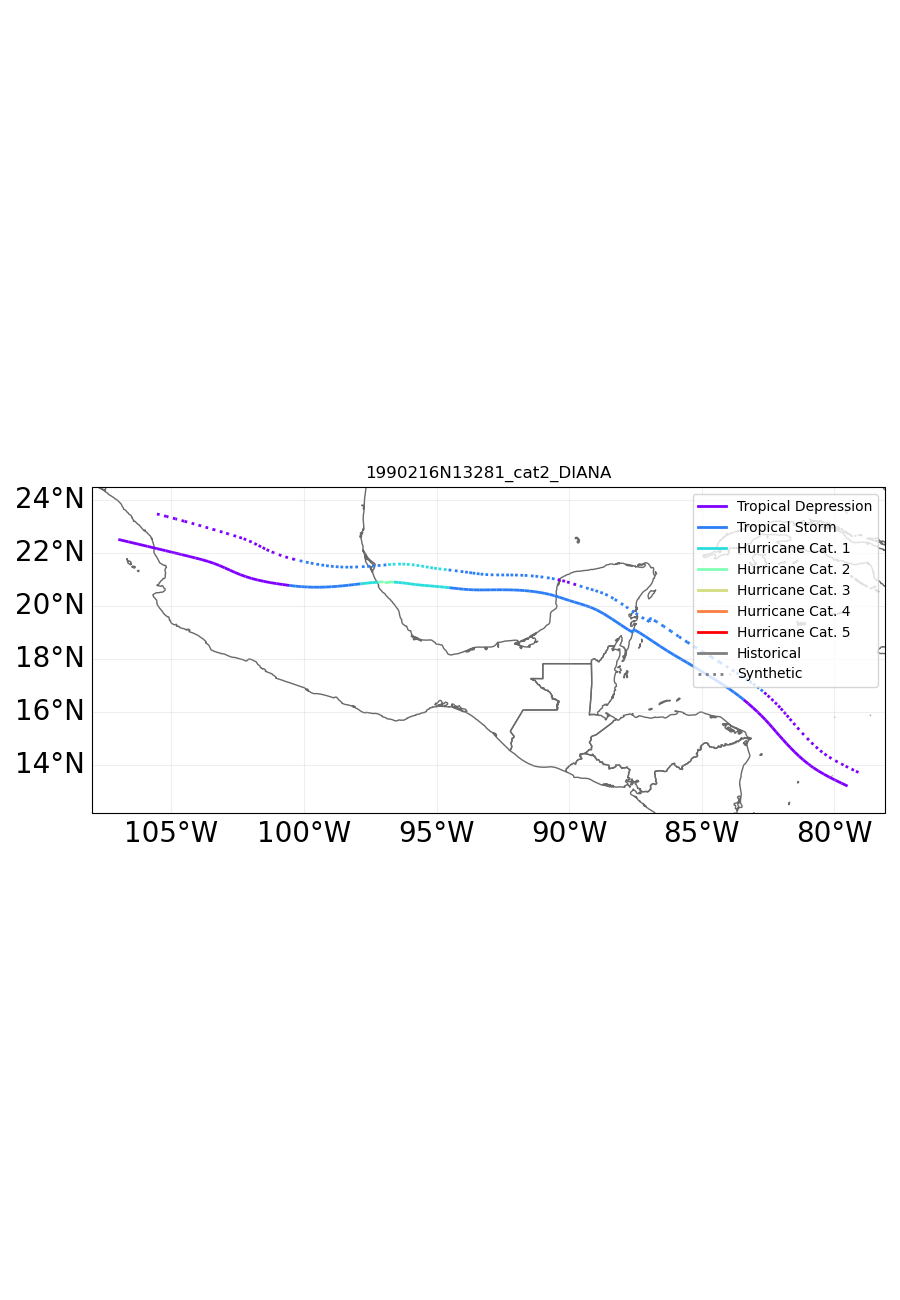 1990216N13281_cat2_DIANA
24°N
22°N
20°N
18°N
16°N
14°N
105°W
100°W
95°W
90°W
85°W
80°W
Tropical Depression
Tropical Storm
Hurricane Cat. 1
Hurricane Cat. 2
Hurricane Cat. 3
Hurricane Cat. 4
Hurricane Cat. 5
Historical
Synthetic